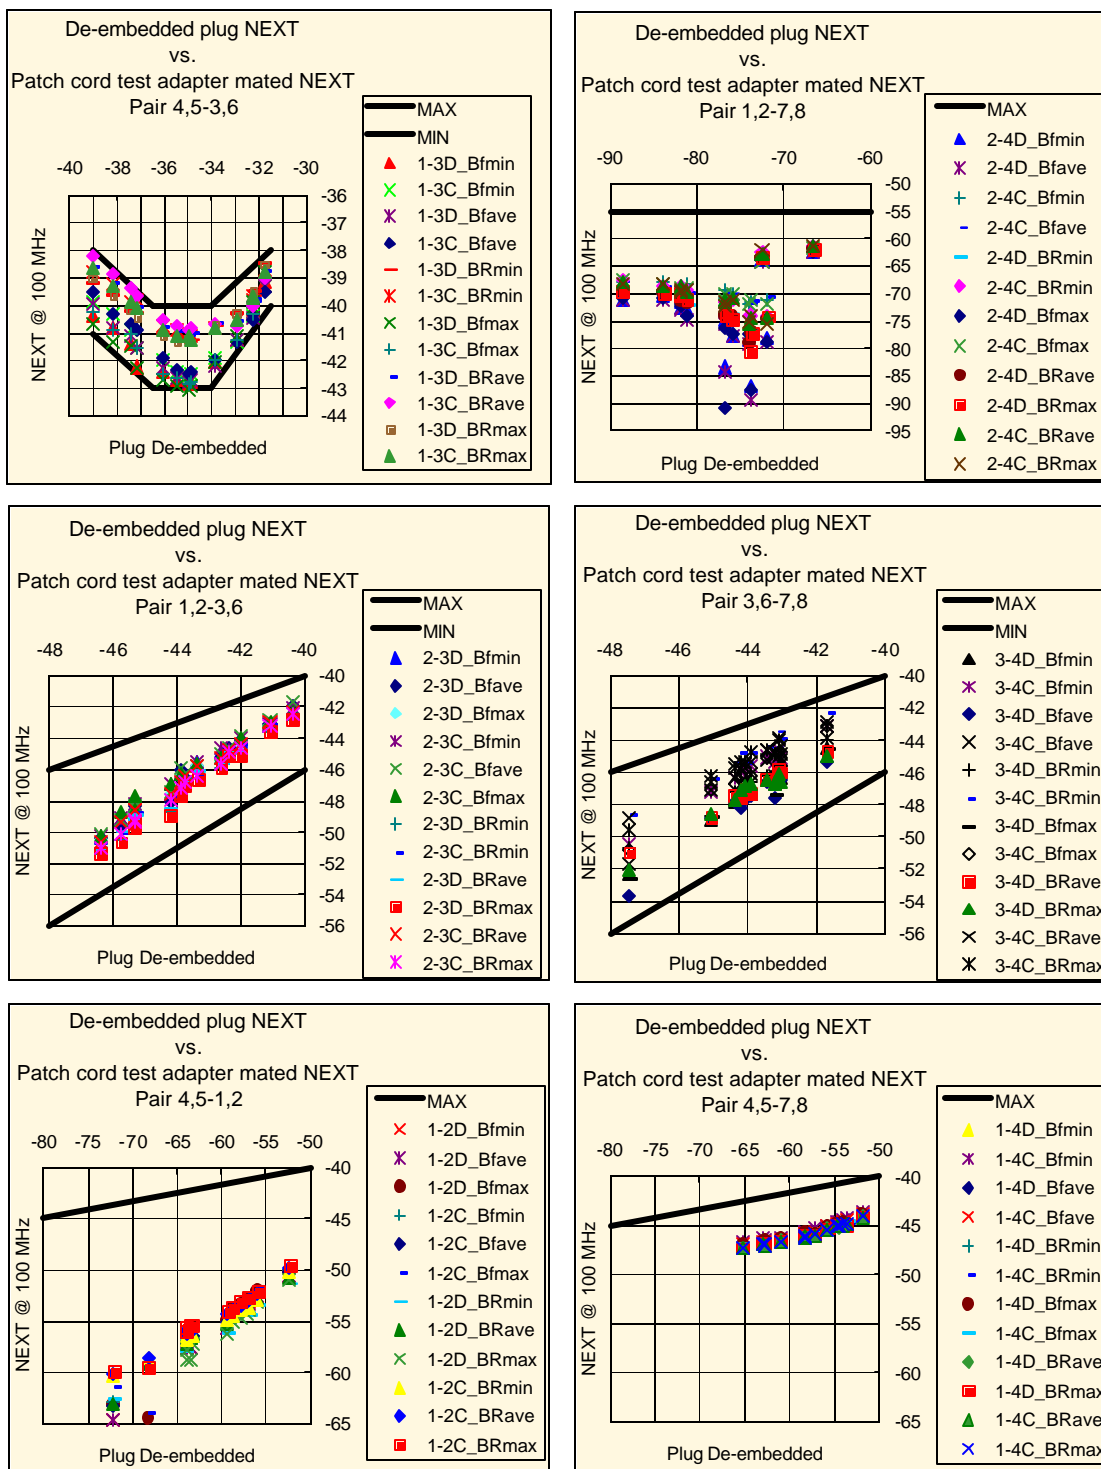 De-embedded plug NEXT
vs.
Patch cord test adapter mated NEXT
Pair 4,5-3,6
MAX
MIN
1-3D_Bfmin
1-3C_Bfmin
1-3D_Bfave
1-3C_Bfave
1-3D_BRmin
1-3C_BRmin
1-3D_Bfmax
1-3C_Bfmax
1-3D_BRave
1-3C_BRave
1-3D_BRmax
1-3C_BRmax
-40 -38 -36 -34 -32 -30
-36
-37
-38
-39
-40
-41
-42
-43
-44
NEXT @ 100 MHz
Plug De-embedded
De-embedded plug NEXT
vs.
Patch cord test adapter mated NEXT
Pair 1,2-7,8
MAX
2-4D_Bfmin
2-4D_Bfave
2-4C_Bfmin
2-4C_Bfave
2-4D_BRmin
2-4C_BRmin
2-4D_Bfmax
2-4C_Bfmax
2-4D_BRave
2-4D_BRmax
2-4C_BRave
2-4C_BRmax
-90 -80 -70 -60
-50
-55
-60
-65
-70
-75
-80
-85
-90
-95
NEXT @ 100 MHz
Plug De-embedded
De-embedded plug NEXT
vs.
Patch cord test adapter mated NEXT
Pair 1,2-3,6
MAX
MIN
2-3D_Bfmin
2-3D_Bfave
2-3D_Bfmax
2-3C_Bfmin
2-3C_Bfave
2-3C_Bfmax
2-3D_BRmin
2-3C_BRmin
2-3D_BRave
2-3D_BRmax
2-3C_BRave
2-3C_BRmax
-48 -46 -44 -42 -40
-40
-42
-44
-46
-48
-50
-52
-54
-56
NEXT @ 100 MHz
Plug De-embedded
De-embedded plug NEXT
vs.
Patch cord test adapter mated NEXT
Pair 3,6-7,8
MAX
MIN
3-4D_Bfmin
3-4C_Bfmin
3-4D_Bfave
3-4C_Bfave
3-4D_BRmin
3-4C_BRmin
3-4D_Bfmax
3-4C_Bfmax
3-4D_BRave
3-4D_BRmax
3-4C_BRave
3-4C_BRmax
-48 -46 -44 -42 -40
-40
-42
-44
-46
-48
-50
-52
-54
-56
NEXT @ 100 MHz
Plug De-embedded
De-embedded plug NEXT
vs.
Patch cord test adapter mated NEXT
Pair 4,5-1,2
MAX
1-2D_Bfmin
1-2D_Bfave
1-2D_Bfmax
1-2C_Bfmin
1-2C_Bfave
1-2C_Bfmax
1-2D_BRmin
1-2D_BRave
1-2D_BRmax
1-2C_BRmin
1-2C_BRave
1-2C_BRmax
-80 -75 -70 -65 -60 -55 -50
-40
-45
-50
-55
-60
-65
NEXT @ 100 MHz
Plug De-embedded
De-embedded plug NEXT
vs.
Patch cord test adapter mated NEXT
Pair 4,5-7,8
MAX
1-4D_Bfmin
1-4C_Bfmin
1-4D_Bfave
1-4C_Bfave
1-4D_BRmin
1-4C_BRmin
1-4D_Bfmax
1-4C_Bfmax
1-4D_BRave
1-4D_BRmax
1-4C_BRave
1-4C_BRmax
-80 -75 -70 -65 -60 -55 -50
-40
-45
-50
-55
-60
-65
NEXT @ 100 MHz
Plug De-embedded